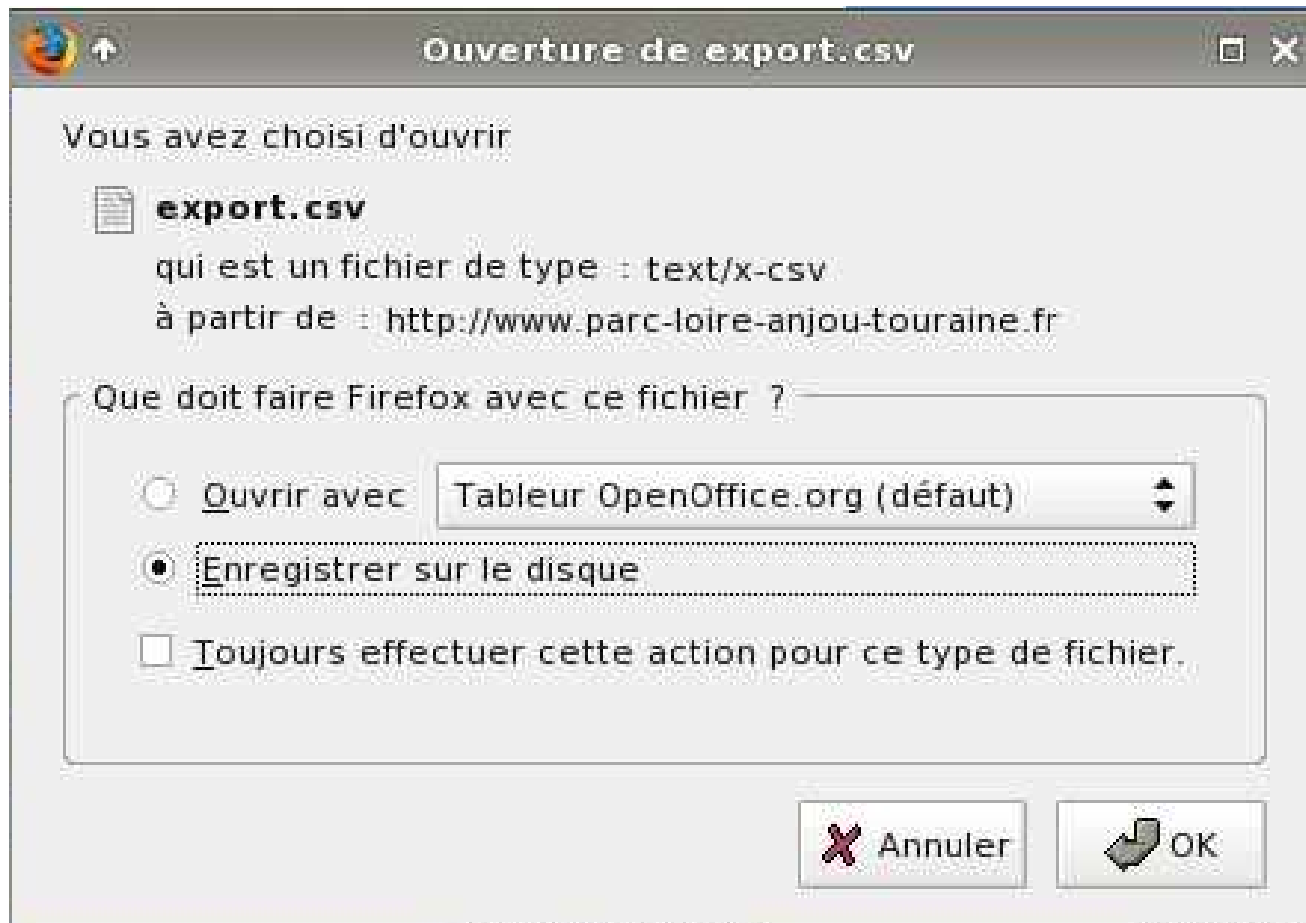 Ouverture de export.csv
Vous avez choisi d'ouvrir
export.csv
qui est un fichier de type : text/x-csv
à partir de : http://www.parc-loire-anjou-touraine.fr
Que doit faire Firefox avec ce fichier ?
Ouvrir avec Tableur OpenOffice.org (défaut)
Enregistrer sur le disque
Toujours effectuer cette action pour ce type de fichier.
Annuler OK